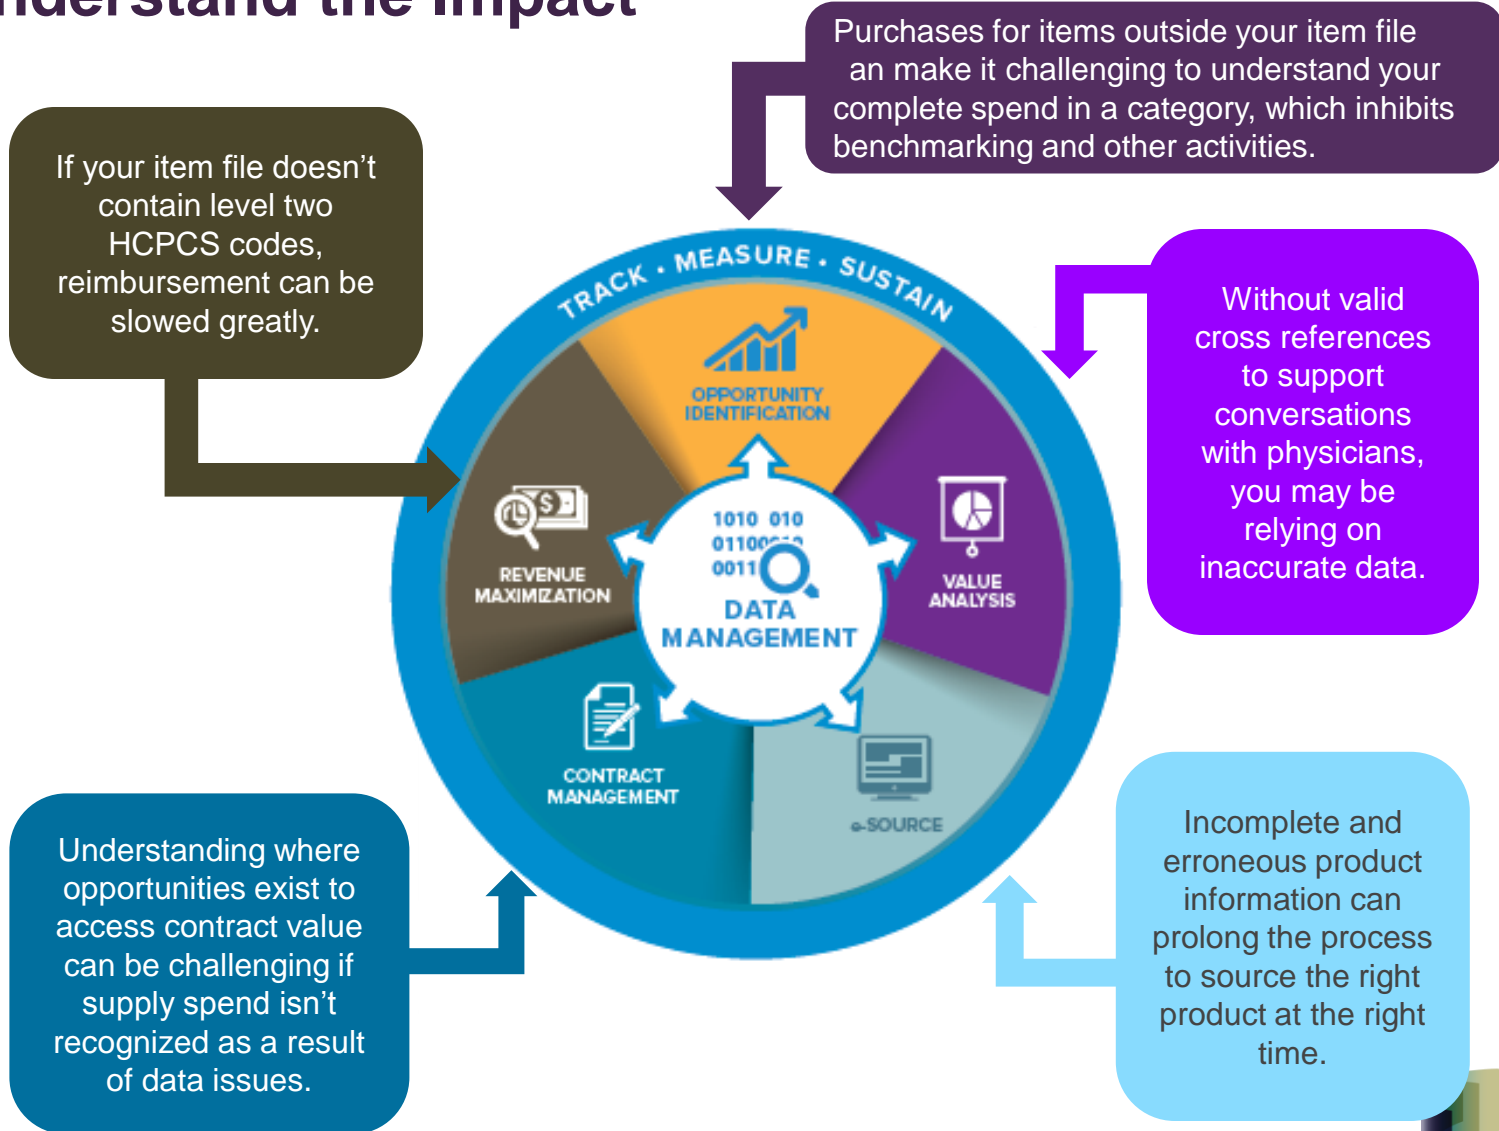 nderstand the Impact
Purchases for items outside your item file
an make it challenging to understand your
complete spend in a category, which inhibits
benchmarking and other activities.
If your item file doesn’t
contain level two
HCPCS codes,
reimbursement can be
slowed greatly.
Without valid
cross references
to support
conversations
with physicians,
you may be
relying on
inaccurate data.
TRACK • MEASURE • SUSTAIN
OPPORTUNITY
IDENTIFICATION
REVENUE
MAXIMIZATION
1010 010
0011
DATA
MANAGEMENT
VALUE
ANALYSIS
CONTRACT
MANAGEMENT
e-SOURCE
Understanding where
opportunities exist to
access contract value
can be challenging if
supply spend isn’t
recognized as a result
of data issues.
Incomplete and
erroneous product
information can
prolong the process
to source the right
product at the right
time.